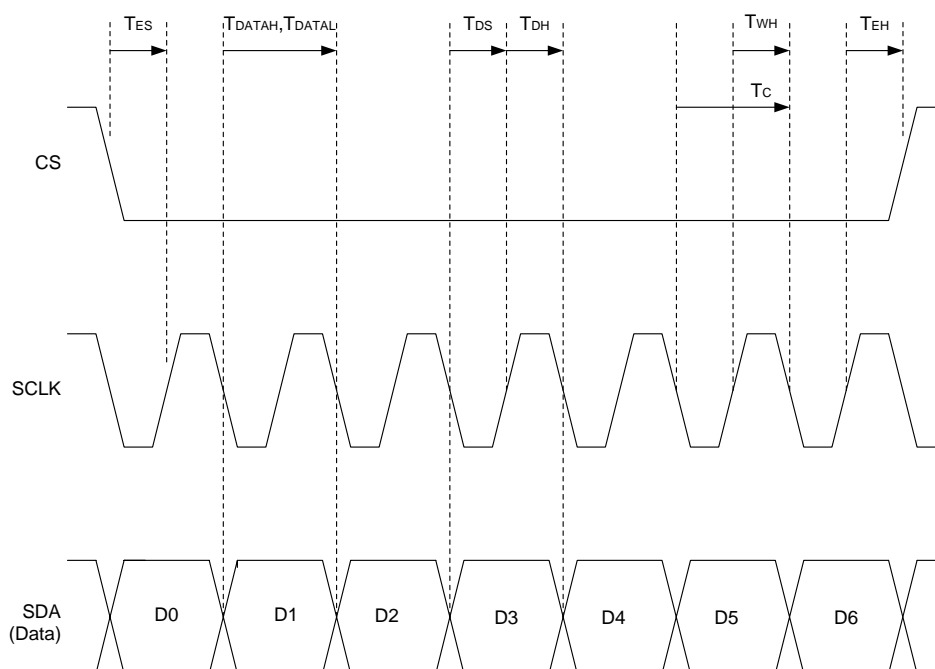 TES
TDATAH,TDATAL
TDS
TDH
TWH
TEH
TC
CS
SCLK
SDA
(Data)
D0
D1
D2
D3
D4
D5
D6